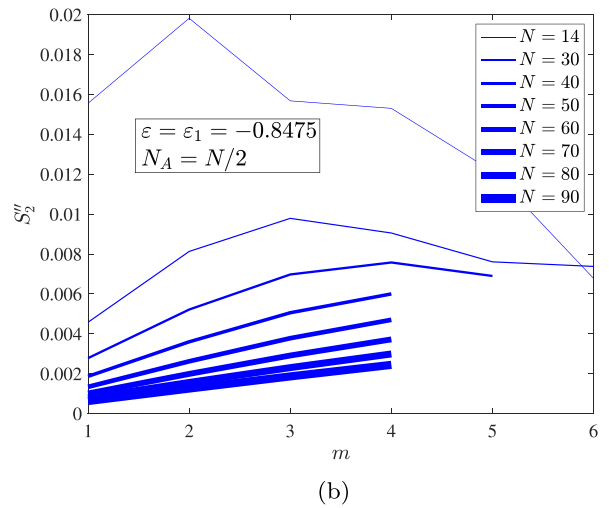 0.02
0.018
0.016
0.014
0.012
0.01
0.008
0.006
0.004
0.002
0
S″₂
ε = ε₁ = −0.8475
N_A = N/2
N = 14
N = 30
N = 40
N = 50
N = 60
N = 70
N = 80
N = 90
1 2 3 4 5 6
m
(b)